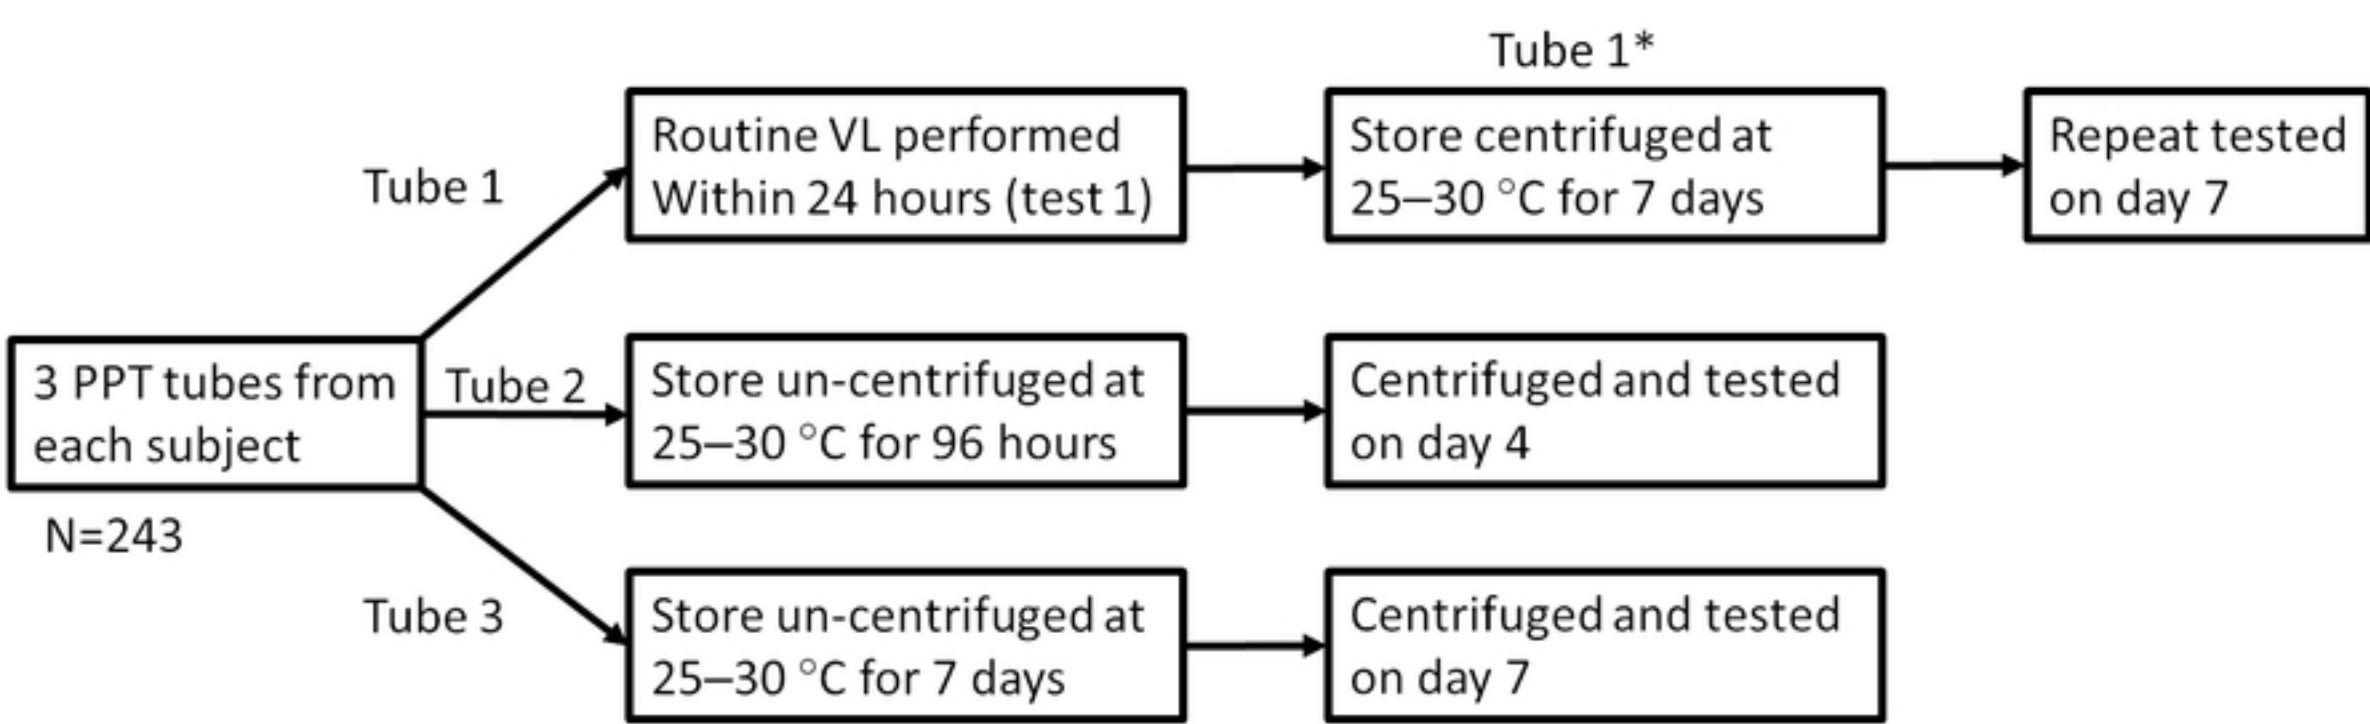 Tube 1*
Tube 1
Routine VL performed
Within 24 hours (test 1)
Store centrifuged at
25–30 °C for 7 days
Repeat tested
on day 7
3 PPT tubes from
each subject
N=243
Tube 2
Store un-centrifuged at
25–30 °C for 96 hours
Centrifuged and tested
on day 4
Tube 3
Store un-centrifuged at
25–30 °C for 7 days
Centrifuged and tested
on day 7